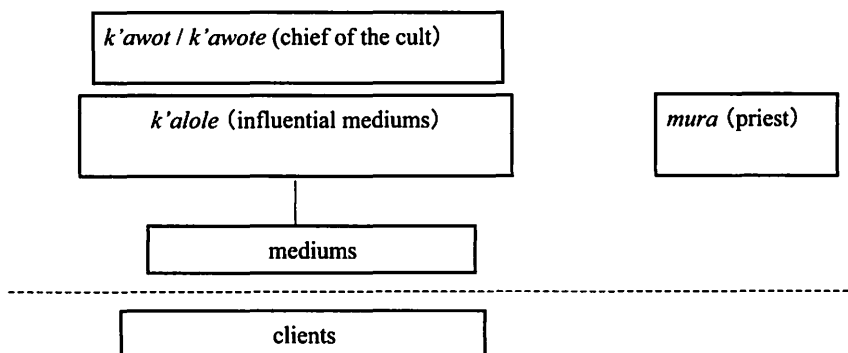 k’awot / k’awote (chief of the cult)
k’alole (influential mediums)
mura (priest)
mediums
clients